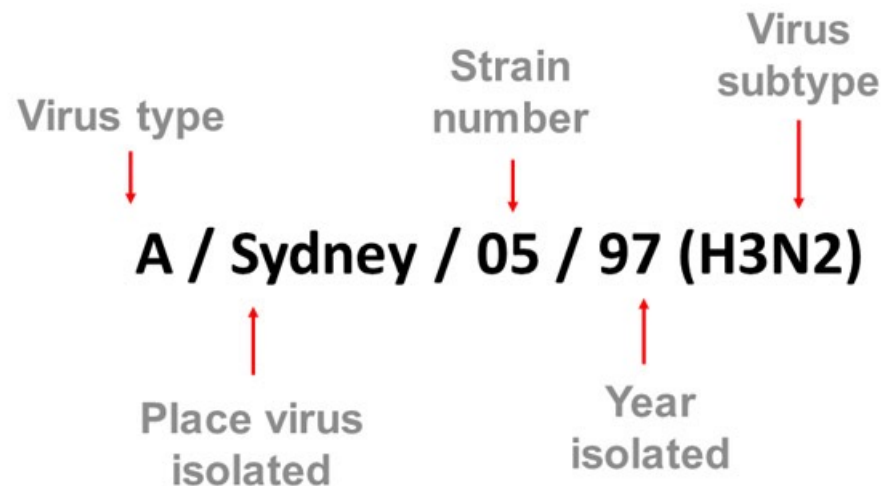 Virus
subtype
Strain
number
Virus type
A / Sydney / 05 / 97 (H3N2)
Place virus
isolated
Year
isolated